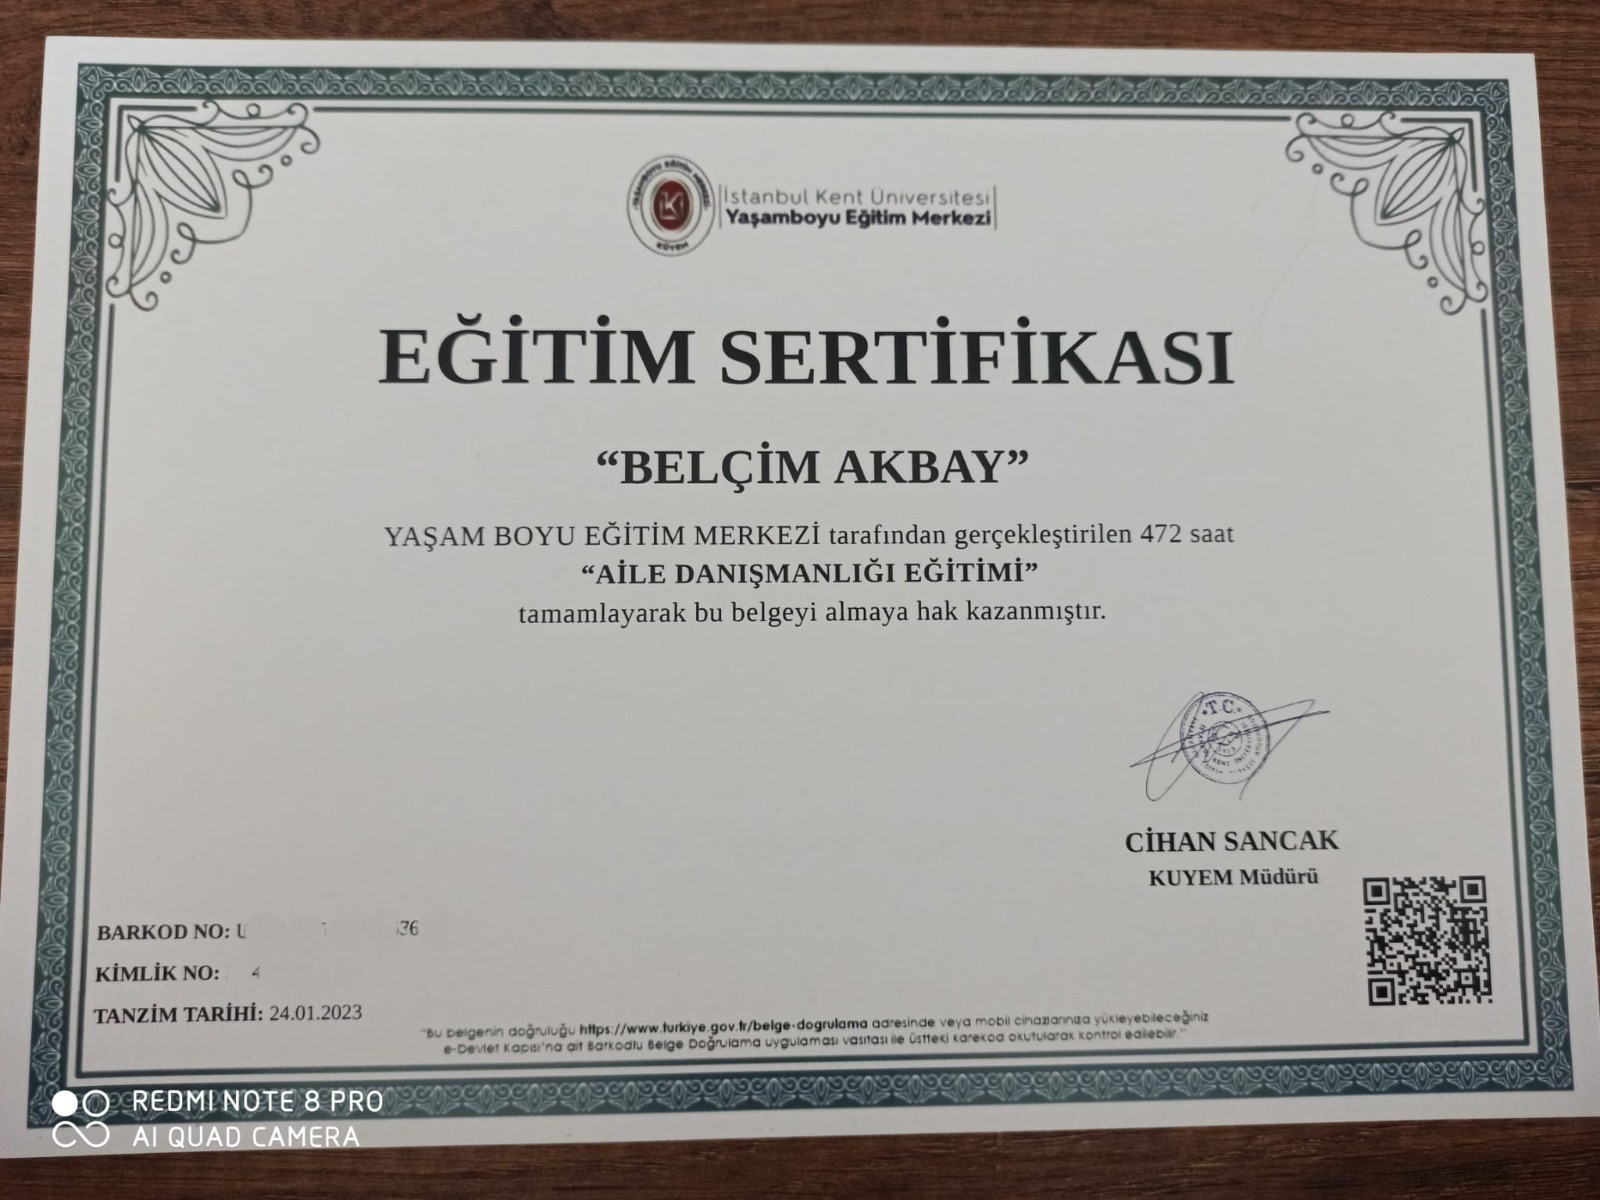 İstanbul Kent Üniversitesi
Yaşamboyu Eğitim Merkezi
KÜYEM
EĞİTİM SERTİFİKASI
“BELÇİM AKBAY”
YAŞAM BOYU EĞİTİM MERKEZİ tarafından gerçekleştirilen 472 saat
“AİLE DANIŞMANLIĞI EĞİTİMİ”
tamamlayarak bu belgeyi almaya hak kazanmıştır.
T.C.
CİHAN SANCAK
KUYEM Müdürü
BARKOD NO:
KİMLİK NO:
TANZİM TARİHİ: 24.01.2023
"Bu belgenin doğruluğu https://www.turkiye.gov.tr/belge-dogrulama adresinde veya mobil cihazlarınıza yükleyebileceğiniz
e-Devlet Kapısı'na ait Barkodlu Belge Doğrulama uygulaması vasıtası ile üstteki karekod okutularak kontrol edilebilir."
REDMI NOTE 8 PRO
AI QUAD CAMERA